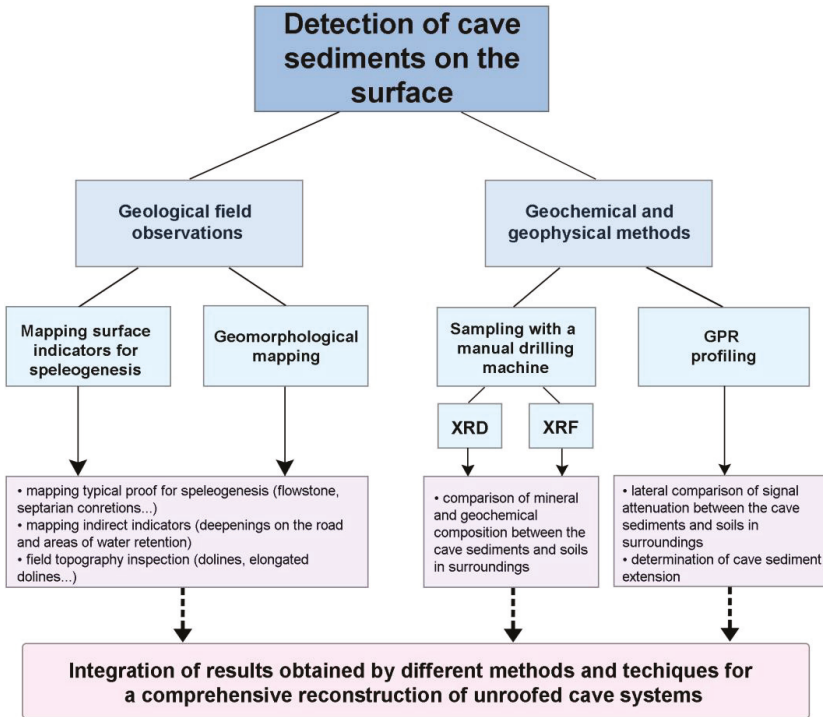 Detection of cave
sediments on the
surface
Geological field
observations
Geochemical and
geophysical methods
Mapping surface
indicators for
speleogenesis
Geomorphological
mapping
Sampling with a
manual drilling
machine
GPR
profiling
XRD
XRF
• mapping typical proof for speleogenesis (flowstone,
septarian conretions...)
• mapping indirect indicators (deepenings on the road
and areas of water retention)
• field topography inspection (dolines, elongated
dolines...)
• comparison of mineral
and geochemical
composition between the
cave sediments and soils
in surroundings
• lateral comparison of signal
attenuation between the cave
sediments and soils in
surroundings
• determination of cave sediment
extension
Integration of results obtained by different methods and techiques for
a comprehensive reconstruction of unroofed cave systems